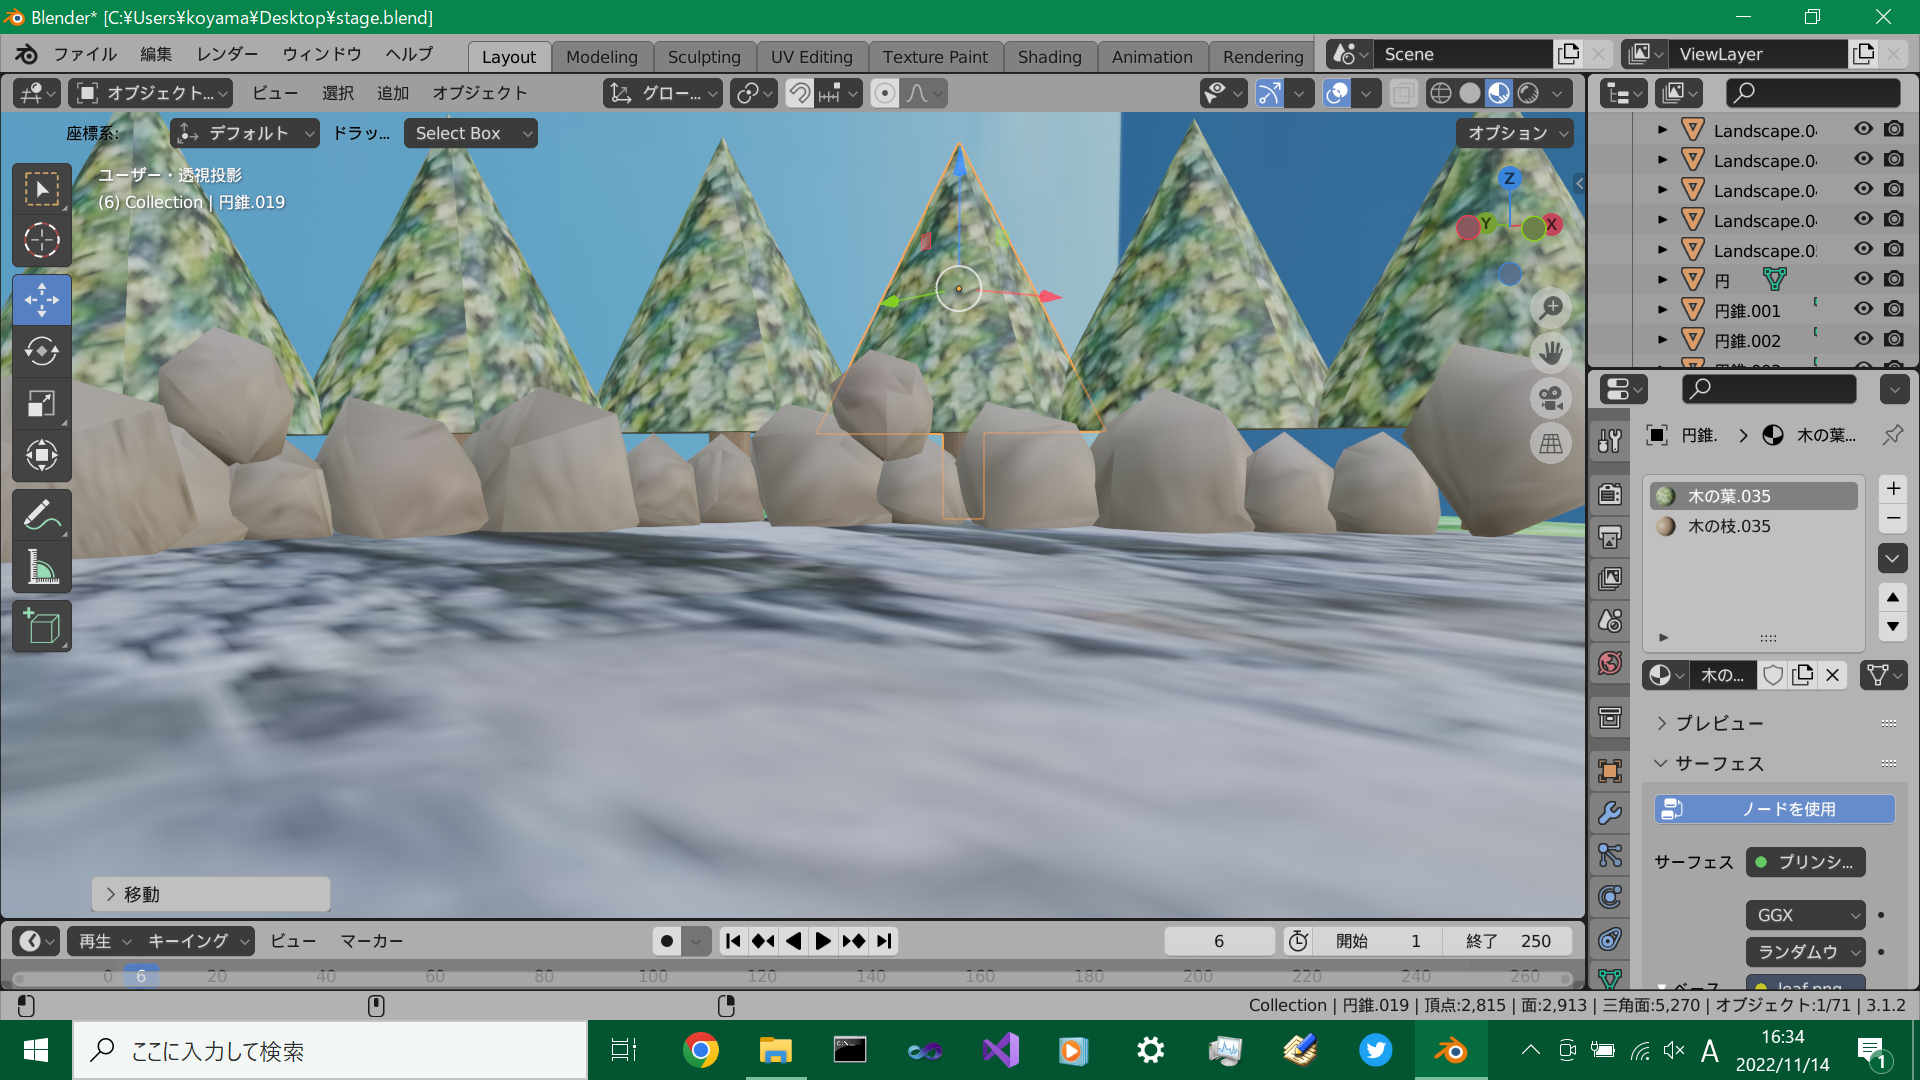 Blender* [C:¥Users¥koyama¥Desktop¥stage.blend]
ファイル 編集 レンダー ウィンドウ ヘルプ Layout Modeling Sculpting UV Editing Texture Paint Shading Animation Rendering Scene ViewLayer
オブジェクト... ビュー 選択 追加 オブジェクト グロー...
座標系: デフォルト ドラッ... Select Box オプション
ユーザー・透視投影
(6) Collection | 円錐.019
Z
Y
X
Landscape.04
Landscape.04
Landscape.04
Landscape.04
Landscape.0
円
円錐.001
円錐.002
円錐. 木の葉...
木の葉.035
木の枝.035
木の...
プレビュー
サーフェス
ノードを使用
サーフェス プリンシ...
GGX
ランダムウ
ベース leaf.png
移動
再生 キーイング ビュー マーカー 6 開始 1 終了 250
0 6 20 40 60 80 100 120 140 160 180 200 220 240 260
Collection | 円錐.019 | 頂点:2,815 | 面:2,913 | 三角面:5,270 | オブジェクト:1/71 | 3.1.2
ここに入力して検索
A
16:34
2022/11/14
1